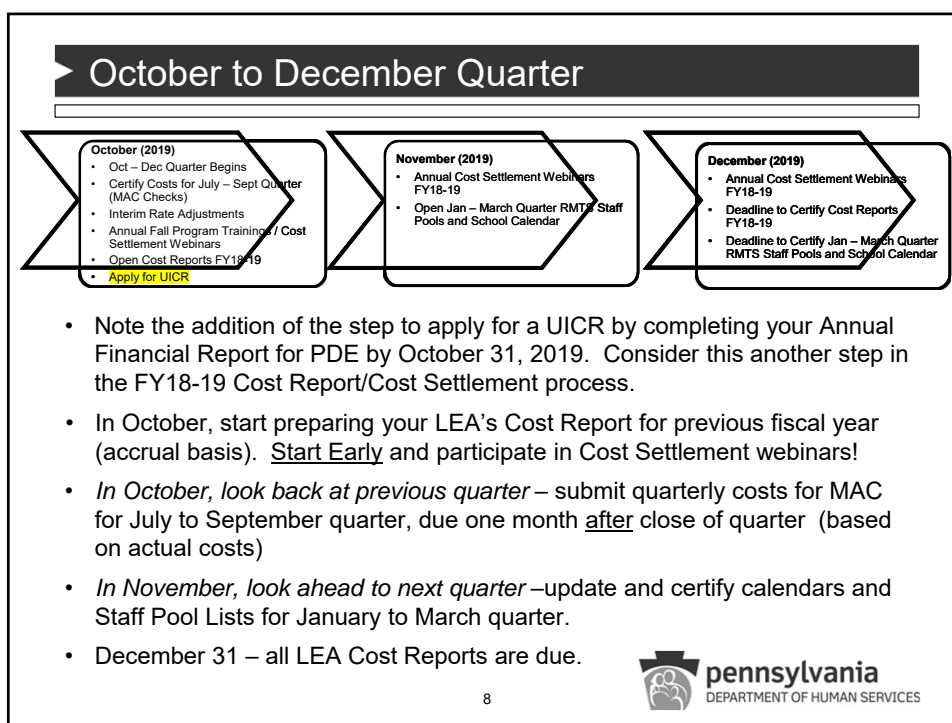 October to December Quarter
October (2019)
• Oct – Dec Quarter Begins
• Certify Costs for July – Sept Quarter
(MAC Checks)
• Interim Rate Adjustments
• Annual Fall Program Trainings / Cost
Settlement Webinars
• Open Cost Reports FY18-19
• Apply for UICR
November (2019)
• Annual Cost Settlement Webinars
FY18-19
• Open Jan – March Quarter RMTS Staff
Pools and School Calendar
December (2019)
• Annual Cost Settlement Webinars
FY18-19
• Deadline to Certify Cost Reports
FY18-19
• Deadline to Certify Jan – March Quarter
RMTS Staff Pools and School Calendar
• Note the addition of the step to apply for a UICR by completing your Annual
Financial Report for PDE by October 31, 2019. Consider this another step in
the FY18-19 Cost Report/Cost Settlement process.
• In October, start preparing your LEA's Cost Report for previous fiscal year
(accrual basis). Start Early and participate in Cost Settlement webinars!
• In October, look back at previous quarter – submit quarterly costs for MAC
for July to September quarter, due one month after close of quarter (based
on actual costs)
• In November, look ahead to next quarter –update and certify calendars and
Staff Pool Lists for January to March quarter.
• December 31 – all LEA Cost Reports are due.
8
pennsylvania
DEPARTMENT OF HUMAN SERVICES